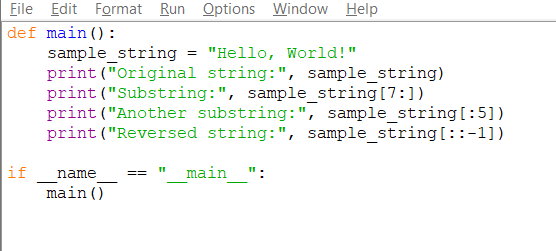 File Edit Format Run Options Window Help
def main():
    sample_string = "Hello, World!"
    print("Original string:", sample_string)
    print("Substring:", sample_string[7:])
    print("Another substring:", sample_string[:5])
    print("Reversed string:", sample_string[::-1])

if __name__ == "__main__":
    main()